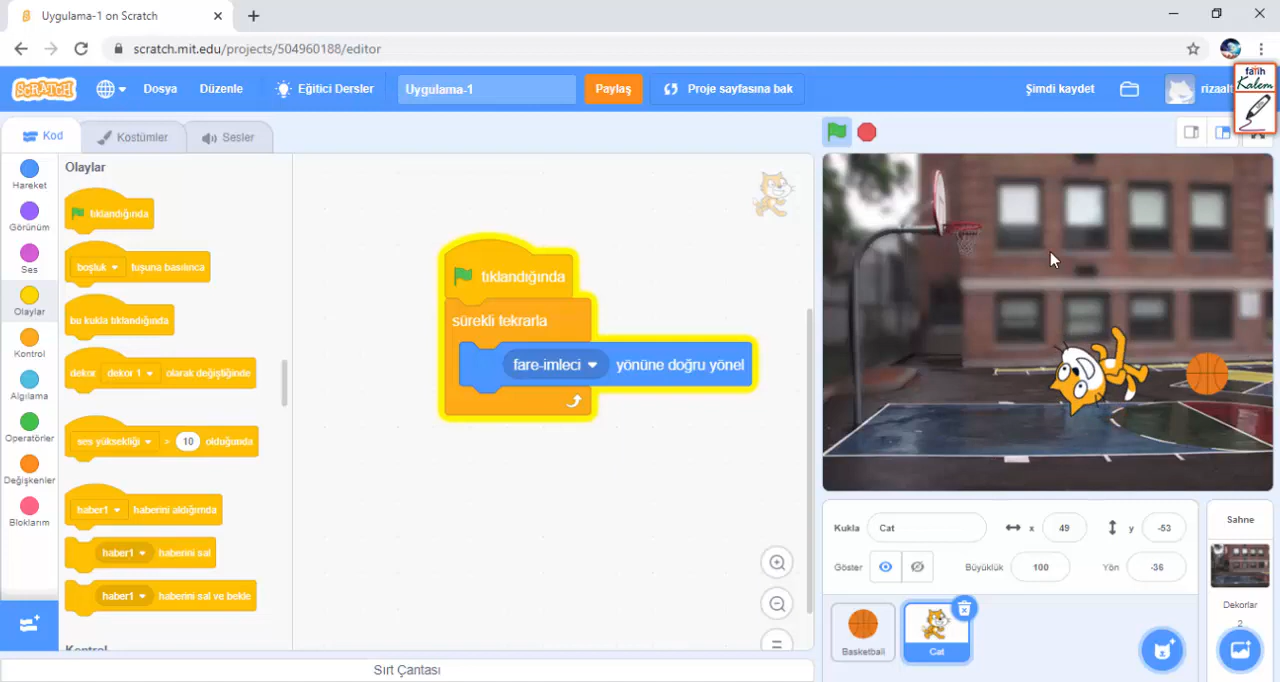 Uygulama-1 on Scratch
scratch.mit.edu/projects/504960188/editor
SCRATCH
Dosya
Düzenle
Eğitici Dersler
Uygulama-1
Paylaş
Proje sayfasına bak
Şimdi kaydet
rizaalt
fatih
Kalem
Kod
Kostümler
Sesler
Hareket
Görünüm
Ses
Olaylar
Kontrol
Algılama
Operatörler
Değişkenler
Bloklarım
Olaylar
tıklandığında
boşluk tuşuna basılınca
bu kukla tıklandığında
dekor dekor 1 olarak değiştiğinde
ses yüksekliği > 10 olduğunda
haber1 haberini aldığımda
haber1 haberini sal
haber1 haberini sal ve bekle
Kontrol
tıklandığında
sürekli tekrarla
fare-imleci yönüne doğru yönel
Sırt Çantası
Kukla Cat x 49 y -53
Göster Büyüklük 100 Yön -36
Basketball
Cat
Sahne
Dekorlar
2